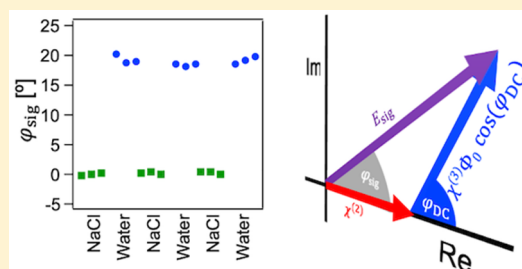 φsig [º]
25
20
15
10
5
0
-5
NaCl
Water
NaCl
Water
NaCl
Water
Im
Esig
χ(3)Φ0 cos(φDC)
φsig
χ(2)
φDC
Re